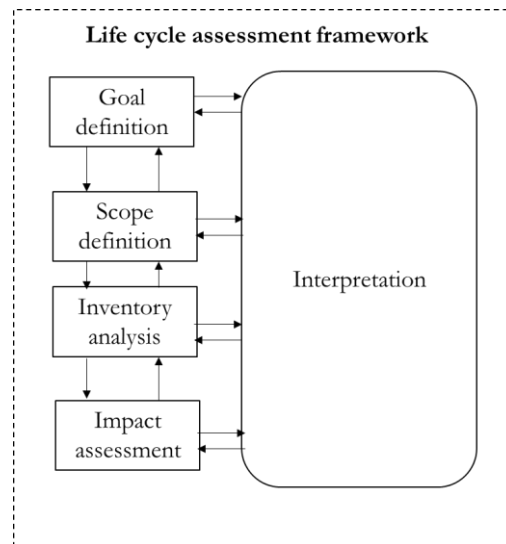 Life cycle assessment framework
Goal
definition
Scope
definition
Inventory
analysis
Impact
assessment
Interpretation